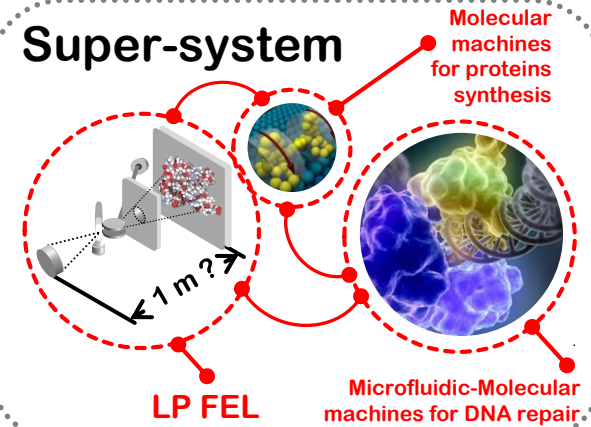 Super-system
Molecular
machines
for proteins
synthesis
1 m ?
LP FEL
Microfluidic-Molecular
machines for DNA repair